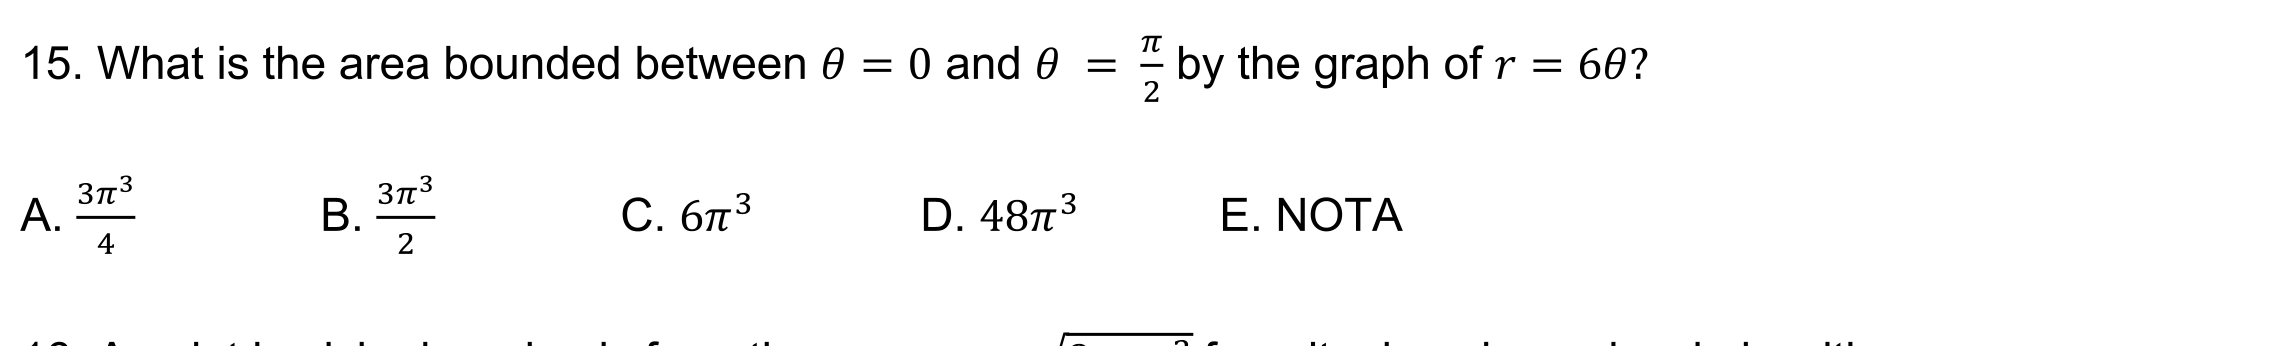 15. What is the area bounded between θ = 0 and θ = π/2 by the graph of r = 6θ?
A. 3π³/4 B. 3π³/2 C. 6π³ D. 48π³ E. NOTA